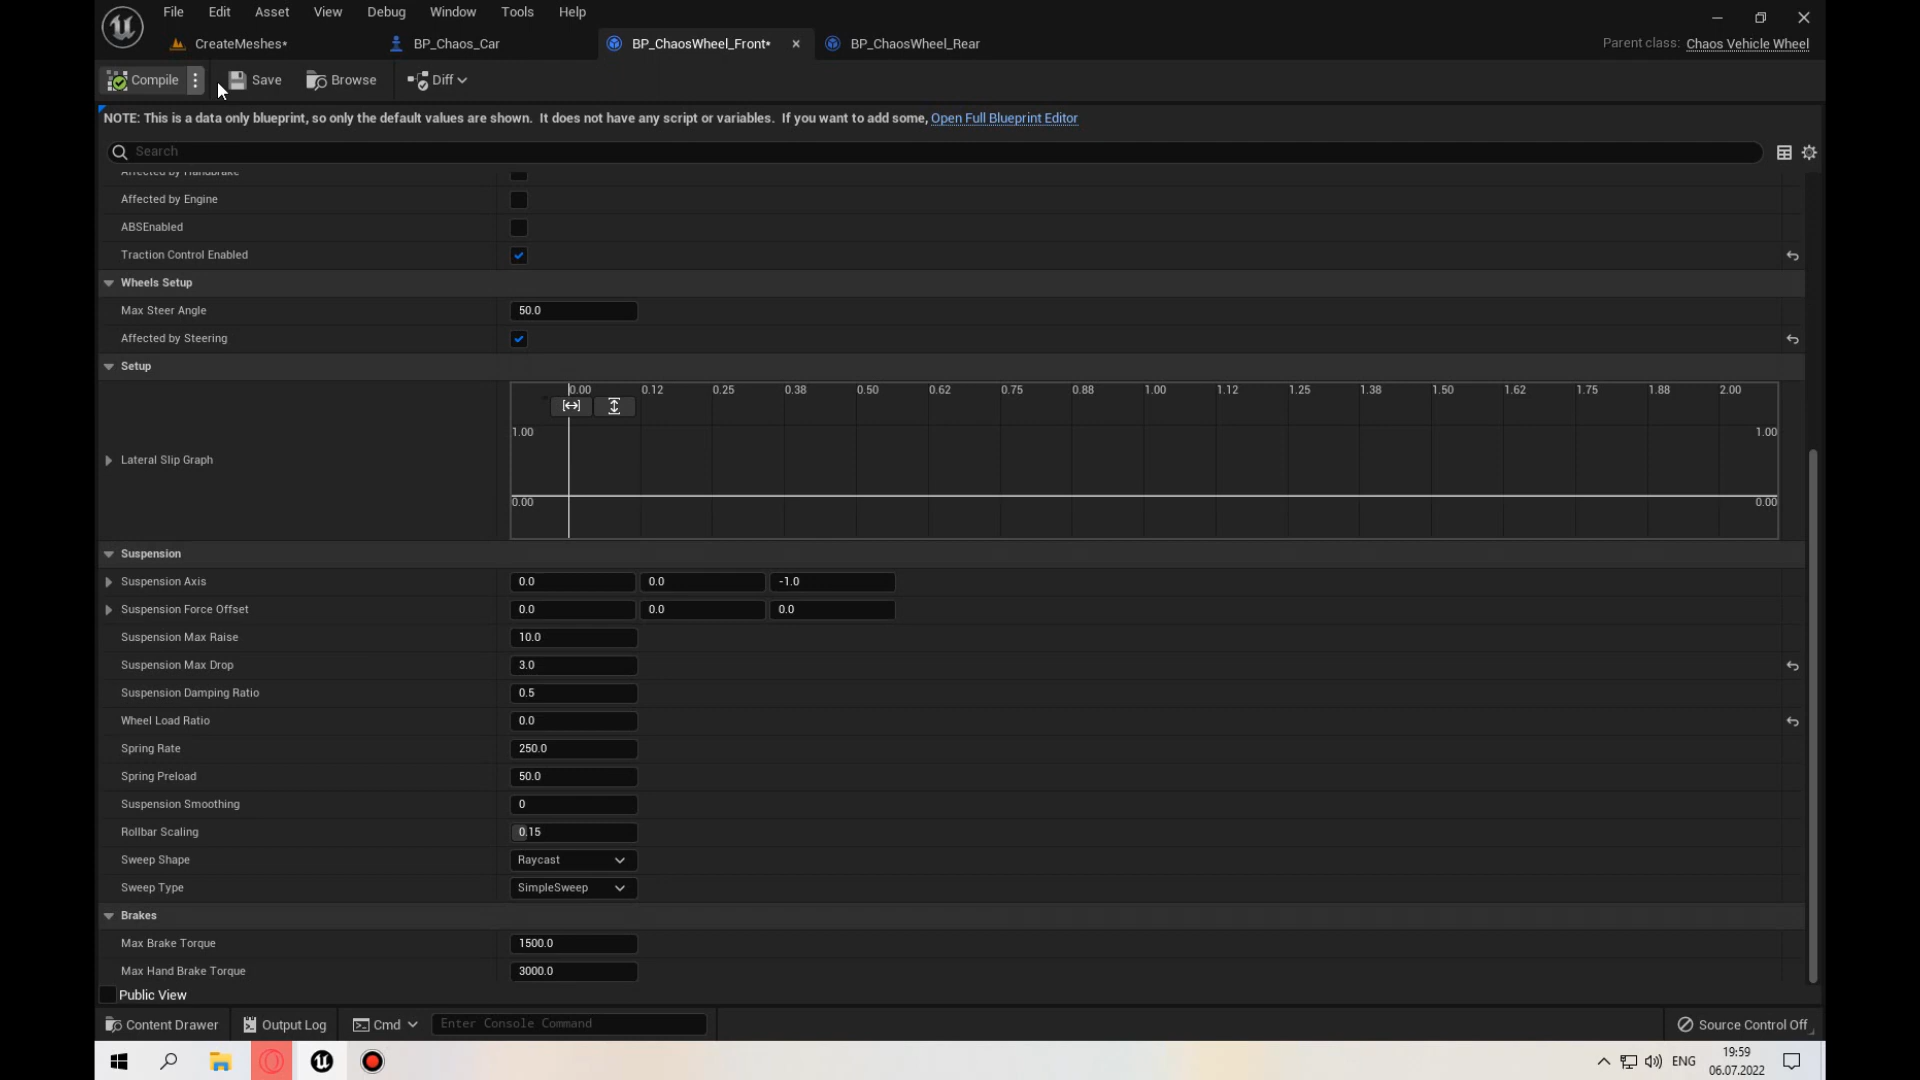 File Edit Asset View Debug Window Tools Help
CreateMeshes* BP_Chaos_Car BP_ChaosWheel_Front* BP_ChaosWheel_Rear Parent class: Chaos Vehicle Wheel
Compile Save Browse Diff
NOTE: This is a data only blueprint, so only the default values are shown. It does not have any script or variables. If you want to add some, Open Full Blueprint Editor
Search
Affected by Handbrake
Affected by Engine
ABSEnabled
Traction Control Enabled
Wheels Setup
Max Steer Angle 50.0
Affected by Steering
Setup
0.00 0.12 0.25 0.38 0.50 0.62 0.75 0.88 1.00 1.12 1.25 1.38 1.50 1.62 1.75 1.88 2.00
1.00 1.00
Lateral Slip Graph
0.00 0.00
Suspension
Suspension Axis 0.0 0.0 -1.0
Suspension Force Offset 0.0 0.0 0.0
Suspension Max Raise 10.0
Suspension Max Drop 3.0
Suspension Damping Ratio 0.5
Wheel Load Ratio 0.0
Spring Rate 250.0
Spring Preload 50.0
Suspension Smoothing 0
Rollbar Scaling 0.15
Sweep Shape Raycast
Sweep Type SimpleSweep
Brakes
Max Brake Torque 1500.0
Max Hand Brake Torque 3000.0
Public View
Content Drawer Output Log Cmd Enter Console Command Source Control Off
ENG 19:59
06.07.2022